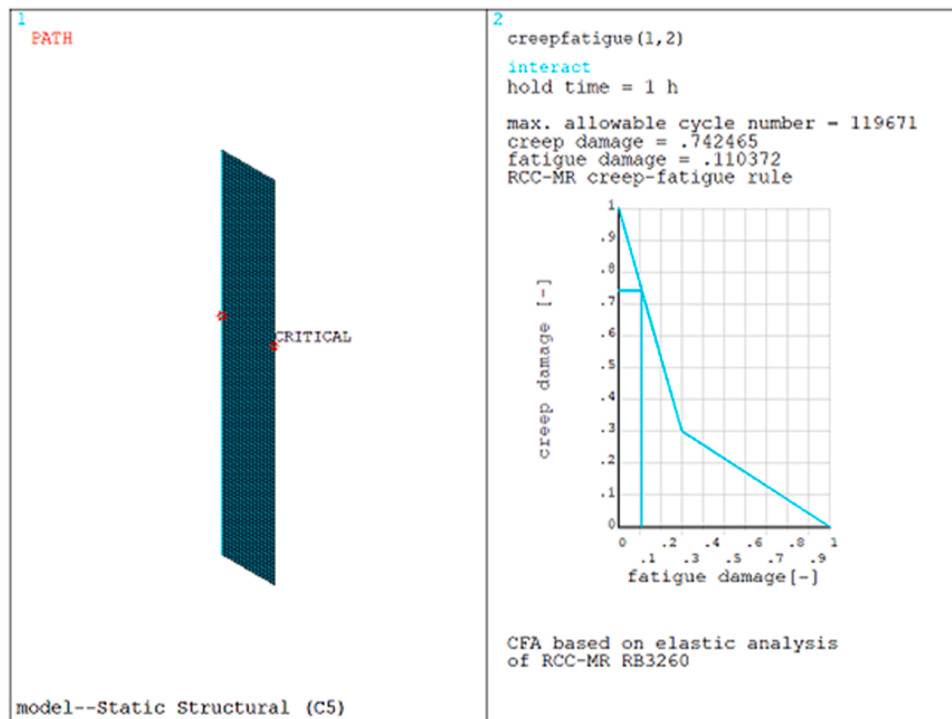 1
PATH
CRITICAL
model--Static Structural (C5)
2
creepfatigue(1,2)
interact
hold time = 1 h
max. allowable cycle number = 119671
creep damage = .742465
fatigue damage = .110372
RCC-MR creep-fatigue rule
creep damage [-]
1
.9
.8
.7
.6
.5
.4
.3
.2
.1
0
0 .2 .4 .6 .8 1
.1 .3 .5 .7 .9
fatigue damage[-]
CFA based on elastic analysis
of RCC-MR RB3260